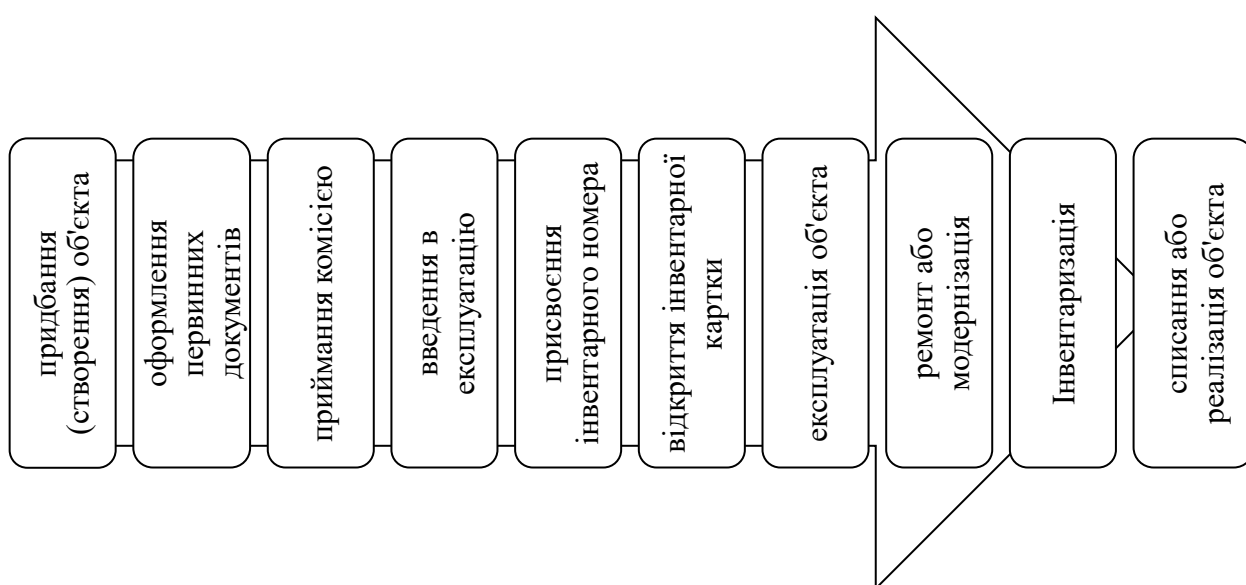 придбання
(створення) об'єкта
оформлення
первинних
документів
приймання комісією
введення в
експлуатацію
присвоєння
інвентарного номера
відкриття інвентарної
картки
експлуатація об'єкта
ремонт або
модернізація
Інвентаризація
списання або
реалізація об'єкта